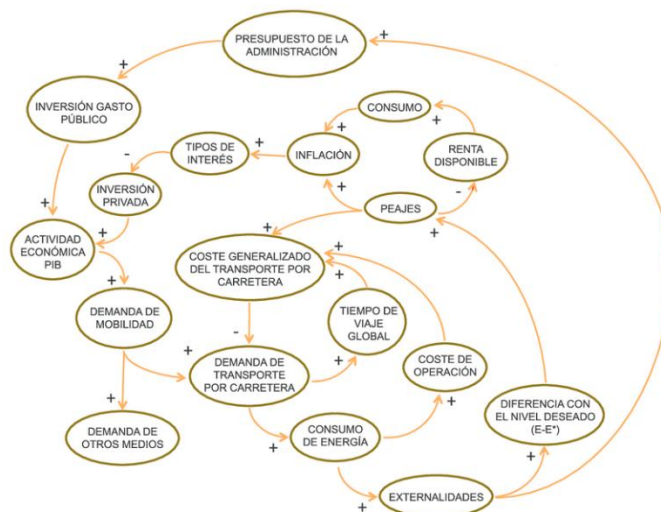 PRESUPUESTO DE LA
ADMINISTRACIÓN
+
+
INVERSIÓN GASTO
PÚBLICO
CONSUMO
+
+
TIPOS DE
INTERÉS
+
INFLACIÓN
RENTA
DISPONIBLE
-
INVERSIÓN
PRIVADA
+
-
PEAJES
+
+
+
+
ACTIVIDAD
ECONÓMICA
PIB
COSTE GENERALIZADO
DEL TRANSPORTE POR
CARRETERA
+
+
+
DEMANDA DE
MOBILIDAD
TIEMPO DE
VIAJE
GLOBAL
-
+
+
DEMANDA DE
TRANSPORTE
POR CARRETERA
COSTE DE
OPERACIÓN
+
+
DIFERENCIA CON
EL NIVEL DESEADO
(E-E*)
DEMANDA DE
OTROS MEDIOS
+
CONSUMO
DE ENERGÍA
+
+
EXTERNALIDADES